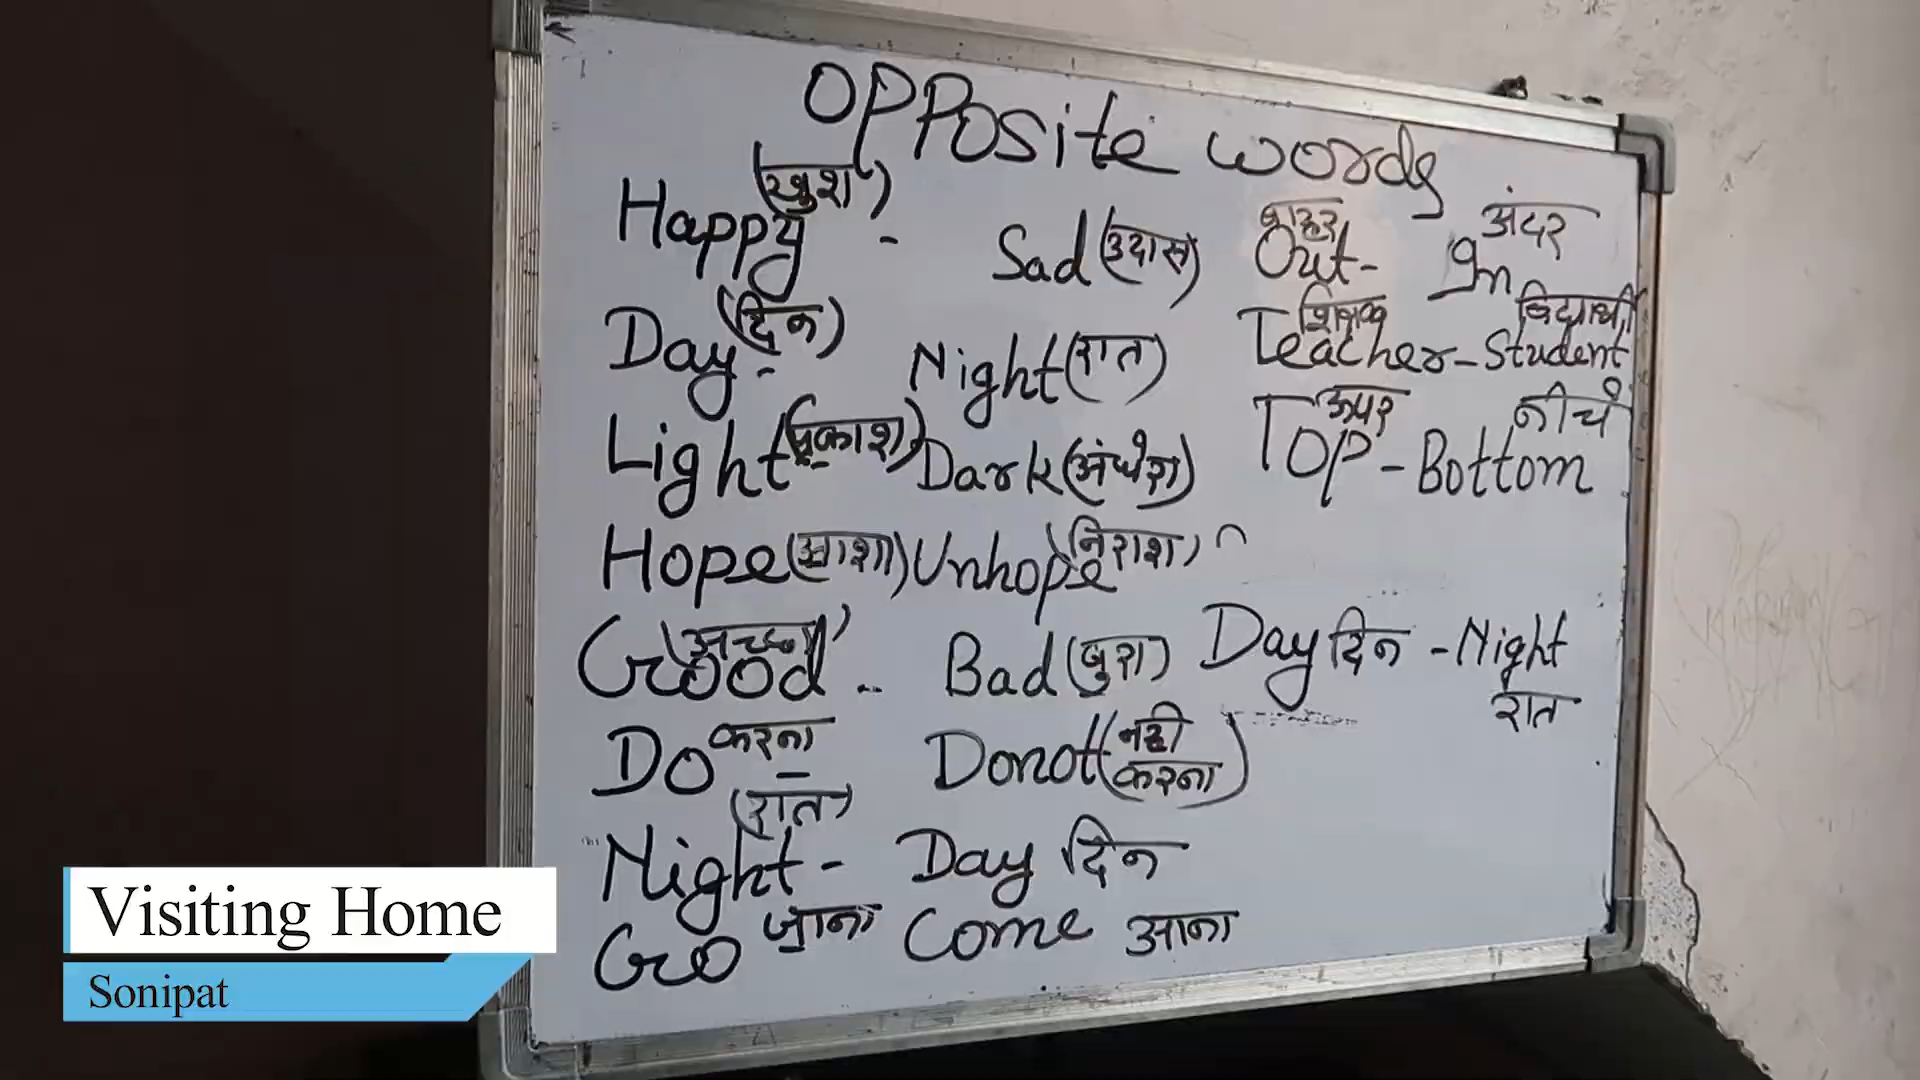 OPPosite words
Happy (खुश) - Sad (उदास)
Day (दिन) - Night (रात)
Light (प्रकाश) - Dark (अंधेरा)
Hope (आशा) Unhope (निराश)
Good (अच्छा) - Bad (बुरा)
Do करना - Donot (नही करना)
Night (रात) - Day दिन
Go जाना Come आना
Out बाहर - In अंदर
Teacher शिक्षक - Student विद्यार्थी
TOP ऊपर - Bottom नीचे
Day दिन - Night रात
Visiting Home
Sonipat